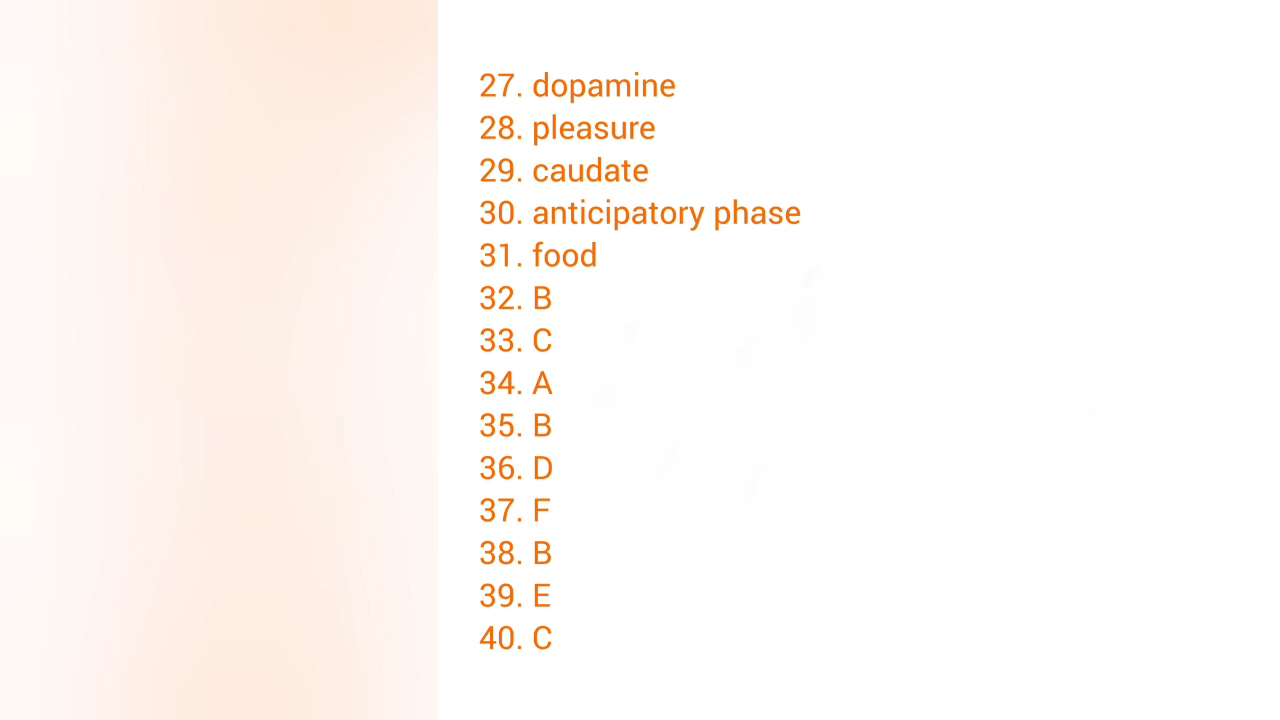 27. dopamine
28. pleasure
29. caudate
30. anticipatory phase
31. food
32. B
33. C
34. A
35. B
36. D
37. F
38. B
39. E
40. C